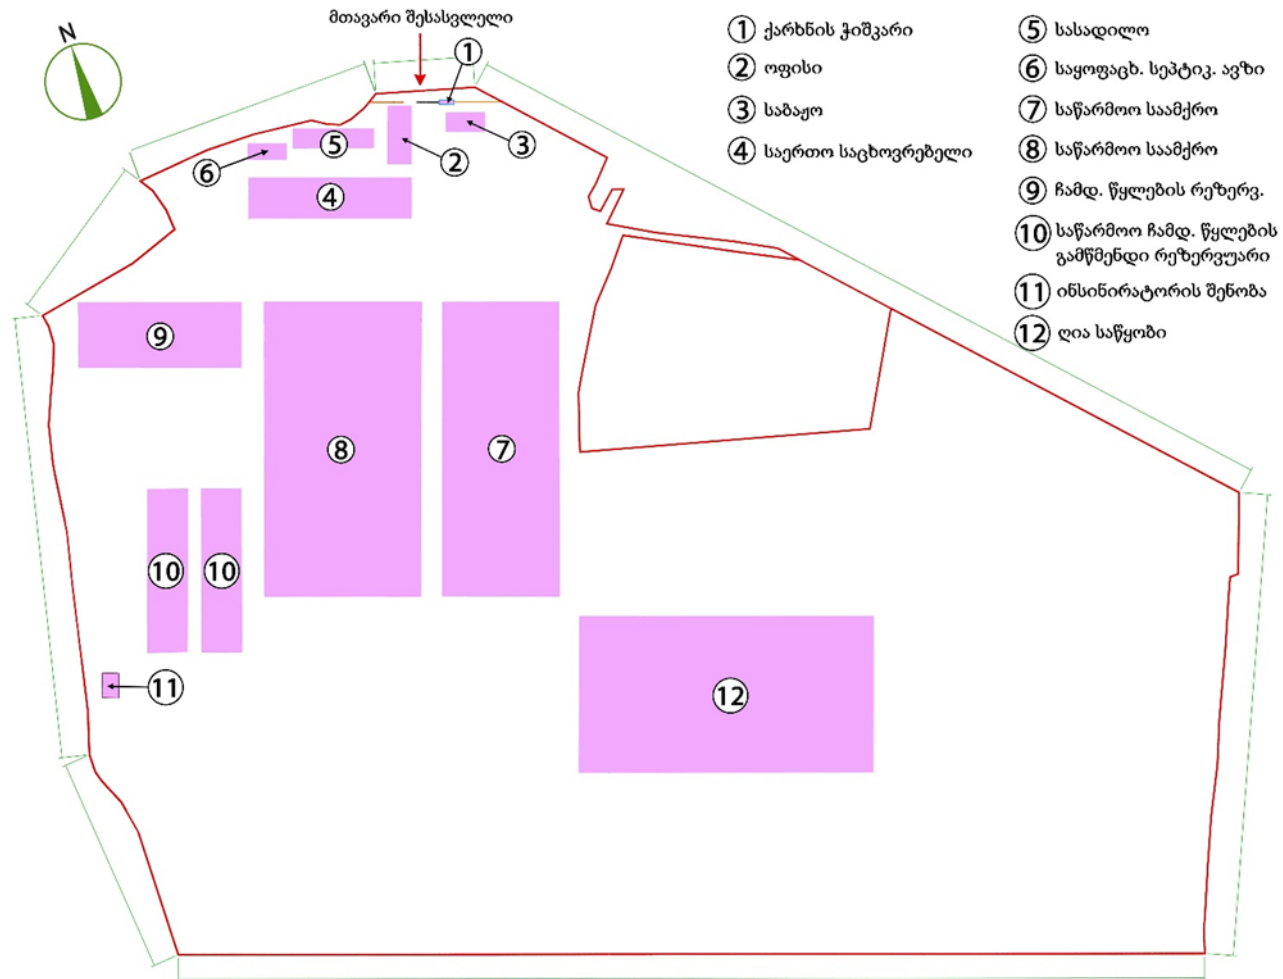 N
მთავარი შესასვლელი
1 ქარხნის ჭიშკარი
2 ოფისი
3 საბაჟო
4 საერთო საცხოვრებელი
5 სასადილო
6 საყოფაცხ. სეპტიკ. ავზი
7 საწარმოო საამქრო
8 საწარმოო საამქრო
9 ჩამდ. წყლების რეზერვ.
10 საწარმოო ჩამდ. წყლების
გამწმენდი რეზერვუარი
11 ინსინირატორის შენობა
12 ღია საწყობი
1
2
3
5
6
4
9
8
7
10
10
11
12